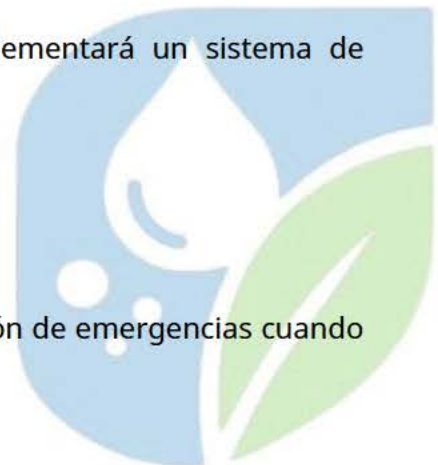 ementará un sistema de
ón de emergencias cuando